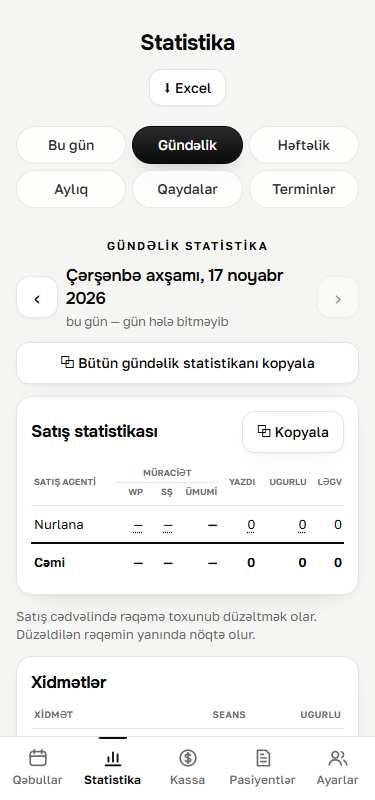 Statistika
⭳ Excel
Bu gün
Gündəlik
Həftəlik
Aylıq
Qaydalar
Terminlər
GÜNDƏLİK STATİSTİKA
‹
Çərşənbə axşamı, 17 noyabr
2026
bu gün — gün hələ bitməyib
›
Bütün gündəlik statistikanı kopyala
Satış statistikası
Kopyala
SATIŞ AGENTİ MÜRACİƏT YAZDI UGURLU LƏGV
WP SŞ ÜMUMİ
Nurlana – – – 0 0 0
Cəmi – – – 0 0 0
Satış cədvəlində rəqəmə toxunub düzəltmək olar.
Düzəldilən rəqəmin yanında nöqtə olur.
Xidmətlər
XİDMƏT SEANS UGURLU
Qəbullar Statistika Kassa Pasiyentlər Ayarlar